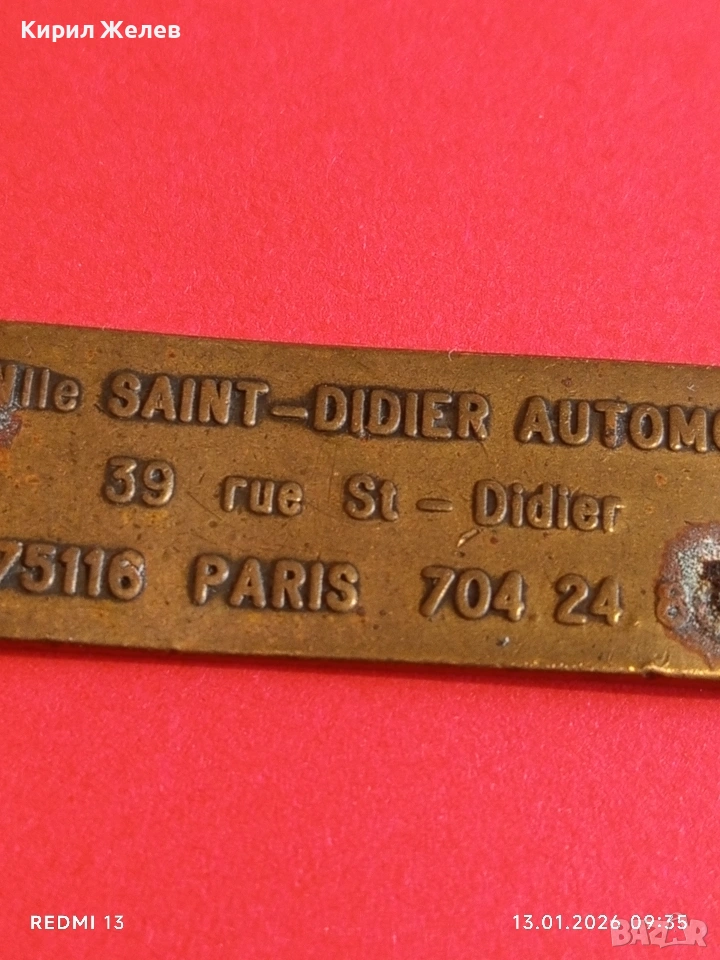 Кирил Желев
Nlle SAINT-DIDIER AUTOMO
39 rue St - Didier
75116 PARIS 704 24
REDMI 13
13.01.2026 09:35
BAZAR